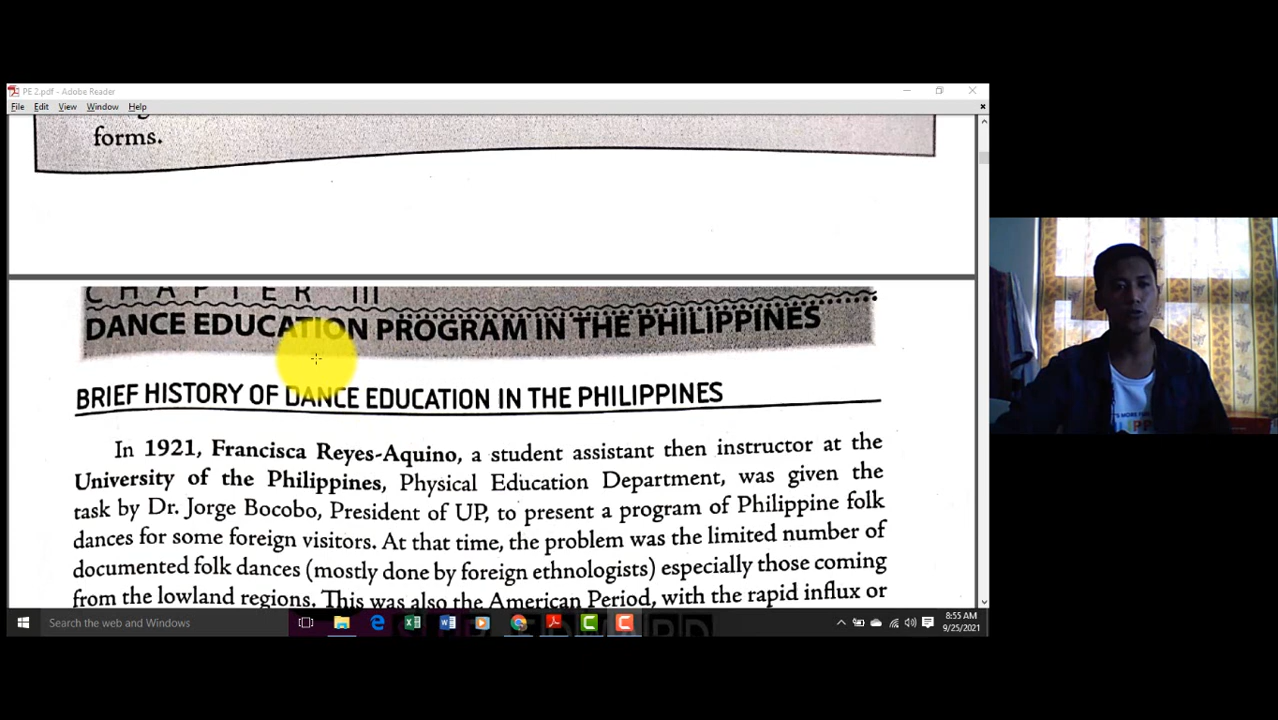 PE 2.pdf - Adobe Reader
File Edit View Window Help
forms.
CHAPTER III
DANCE EDUCATION PROGRAM IN THE PHILIPPINES
BRIEF HISTORY OF DANCE EDUCATION IN THE PHILIPPINES
In 1921, Francisca Reyes-Aquino, a student assistant then instructor at the
University of the Philippines, Physical Education Department, was given the
task by Dr. Jorge Bocobo, President of UP, to present a program of Philippine folk
dances for some foreign visitors. At that time, the problem was the limited number of
documented folk dances (mostly done by foreign ethnologists) especially those coming
from the lowland regions. This was also the American Period, with the rapid influx or
Search the web and Windows
8:55 AM
9/25/2021